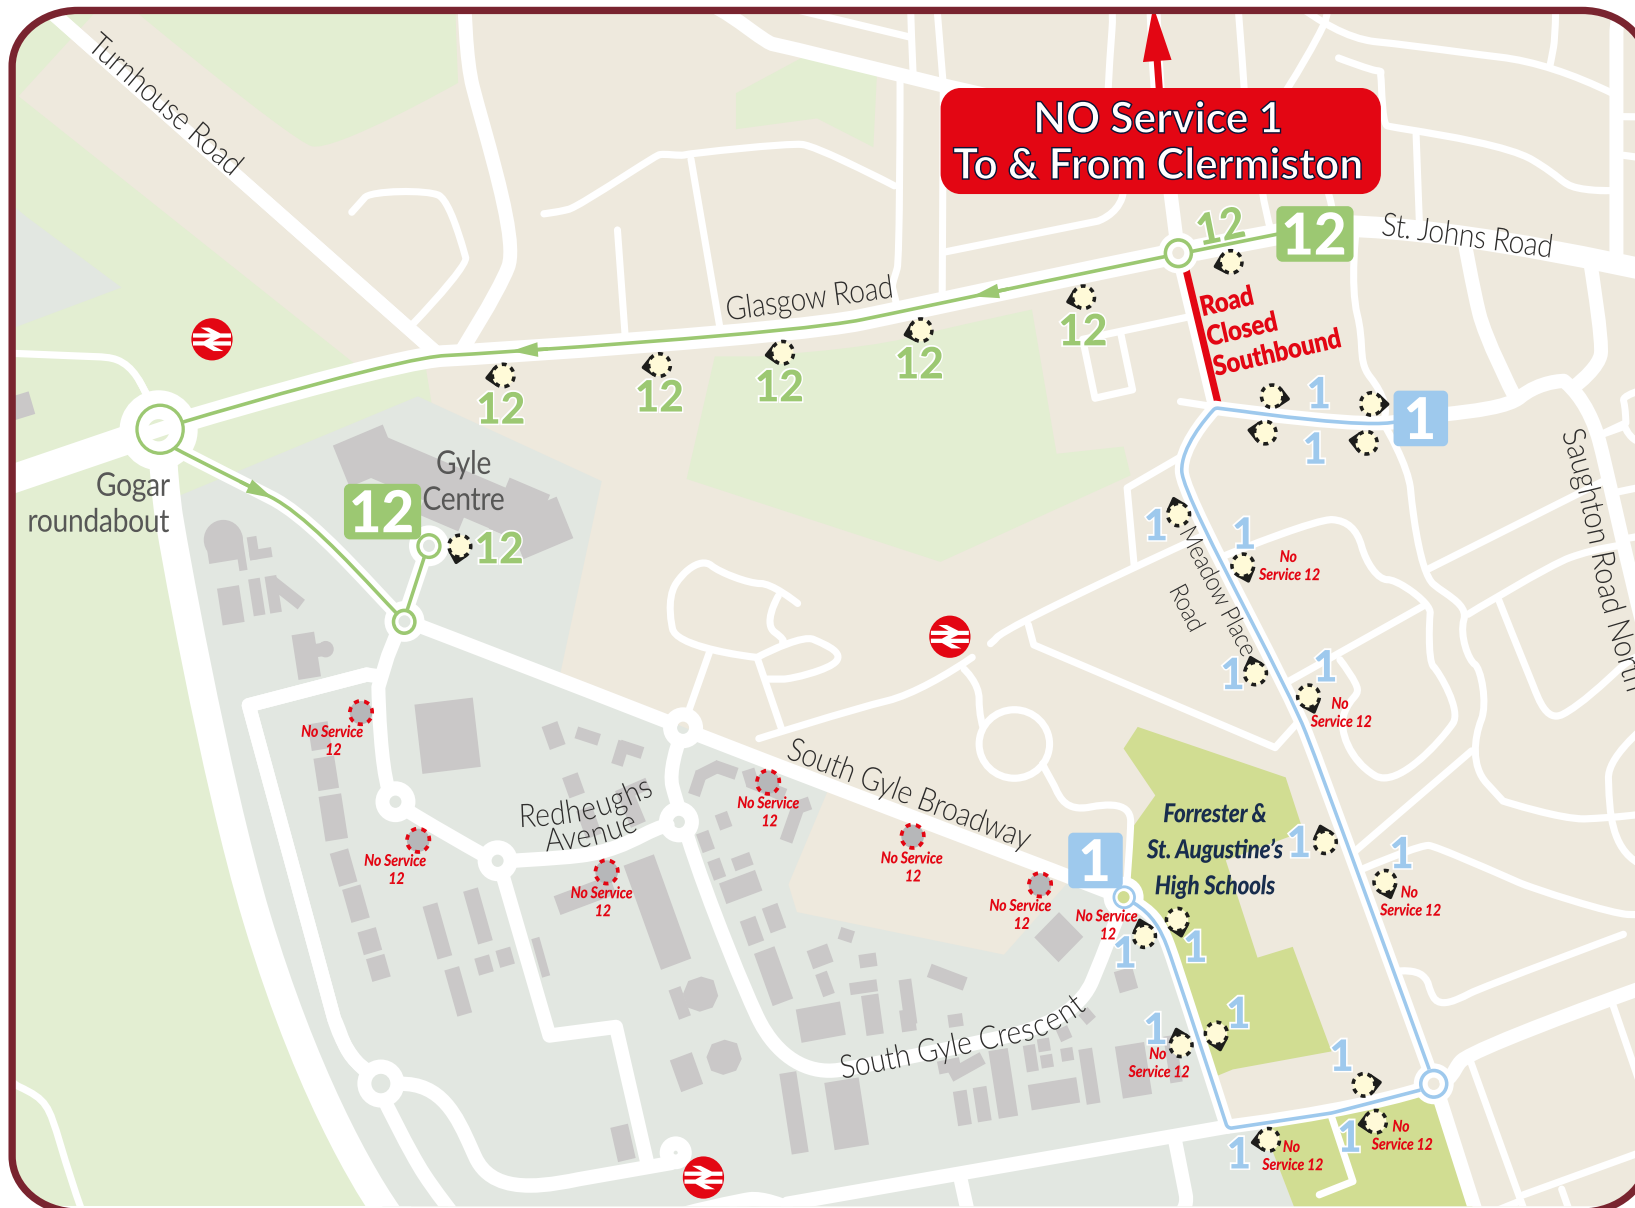 Turnhouse Road
NO Service 1
To & From Clermiston
12
12
St. Johns Road
Glasgow Road
Road
Closed
Southbound
12
12
12
12
12
1
1
1
Gogar
roundabout
Gyle
Centre
12
12
Saughton Road North
1
Meadow Place
Road
1
No
Service 12
1
1
No
Service 12
No Service
12
No Service
12
Redheughs
Avenue
No Service
12
No Service
12
South Gyle Broadway
No Service
12
No Service
12
1
No Service
12
Forrester &
St. Augustine's
High Schools
1
1
No
Service 12
1
1
South Gyle Crescent
1
No
Service 12
1
1
1
No
Service 12
1
No
Service 12